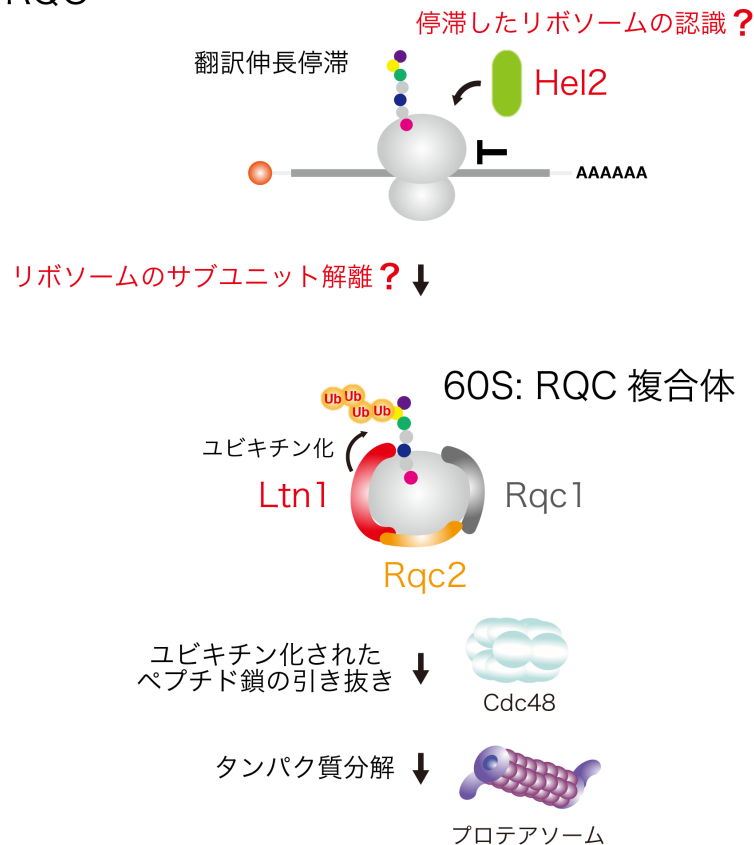 RQC
停滞したリボソームの認識?
翻訳伸長停滞
Hel2
AAAAAA
リボソームのサブユニット解離?
60S: RQC 複合体
Ub Ub
Ub Ub
ユビキチン化
Ltn1
Rqc1
Rqc2
ユビキチン化された
ペプチド鎖の引き抜き
Cdc48
タンパク質分解
プロテアソーム